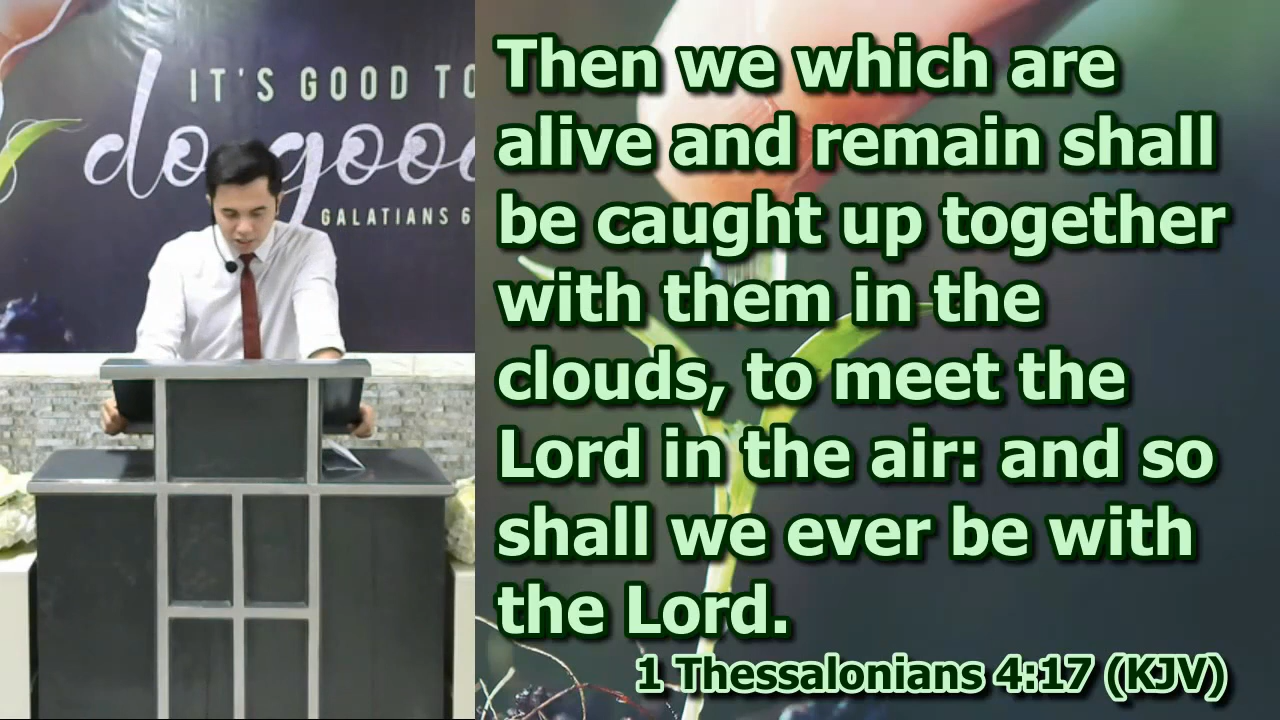 IT'S GOOD TO
do good
GALATIANS 6
Then we which are
alive and remain shall
be caught up together
with them in the
clouds, to meet the
Lord in the air: and so
shall we ever be with
the Lord.
1 Thessalonians 4:17 (KJV)